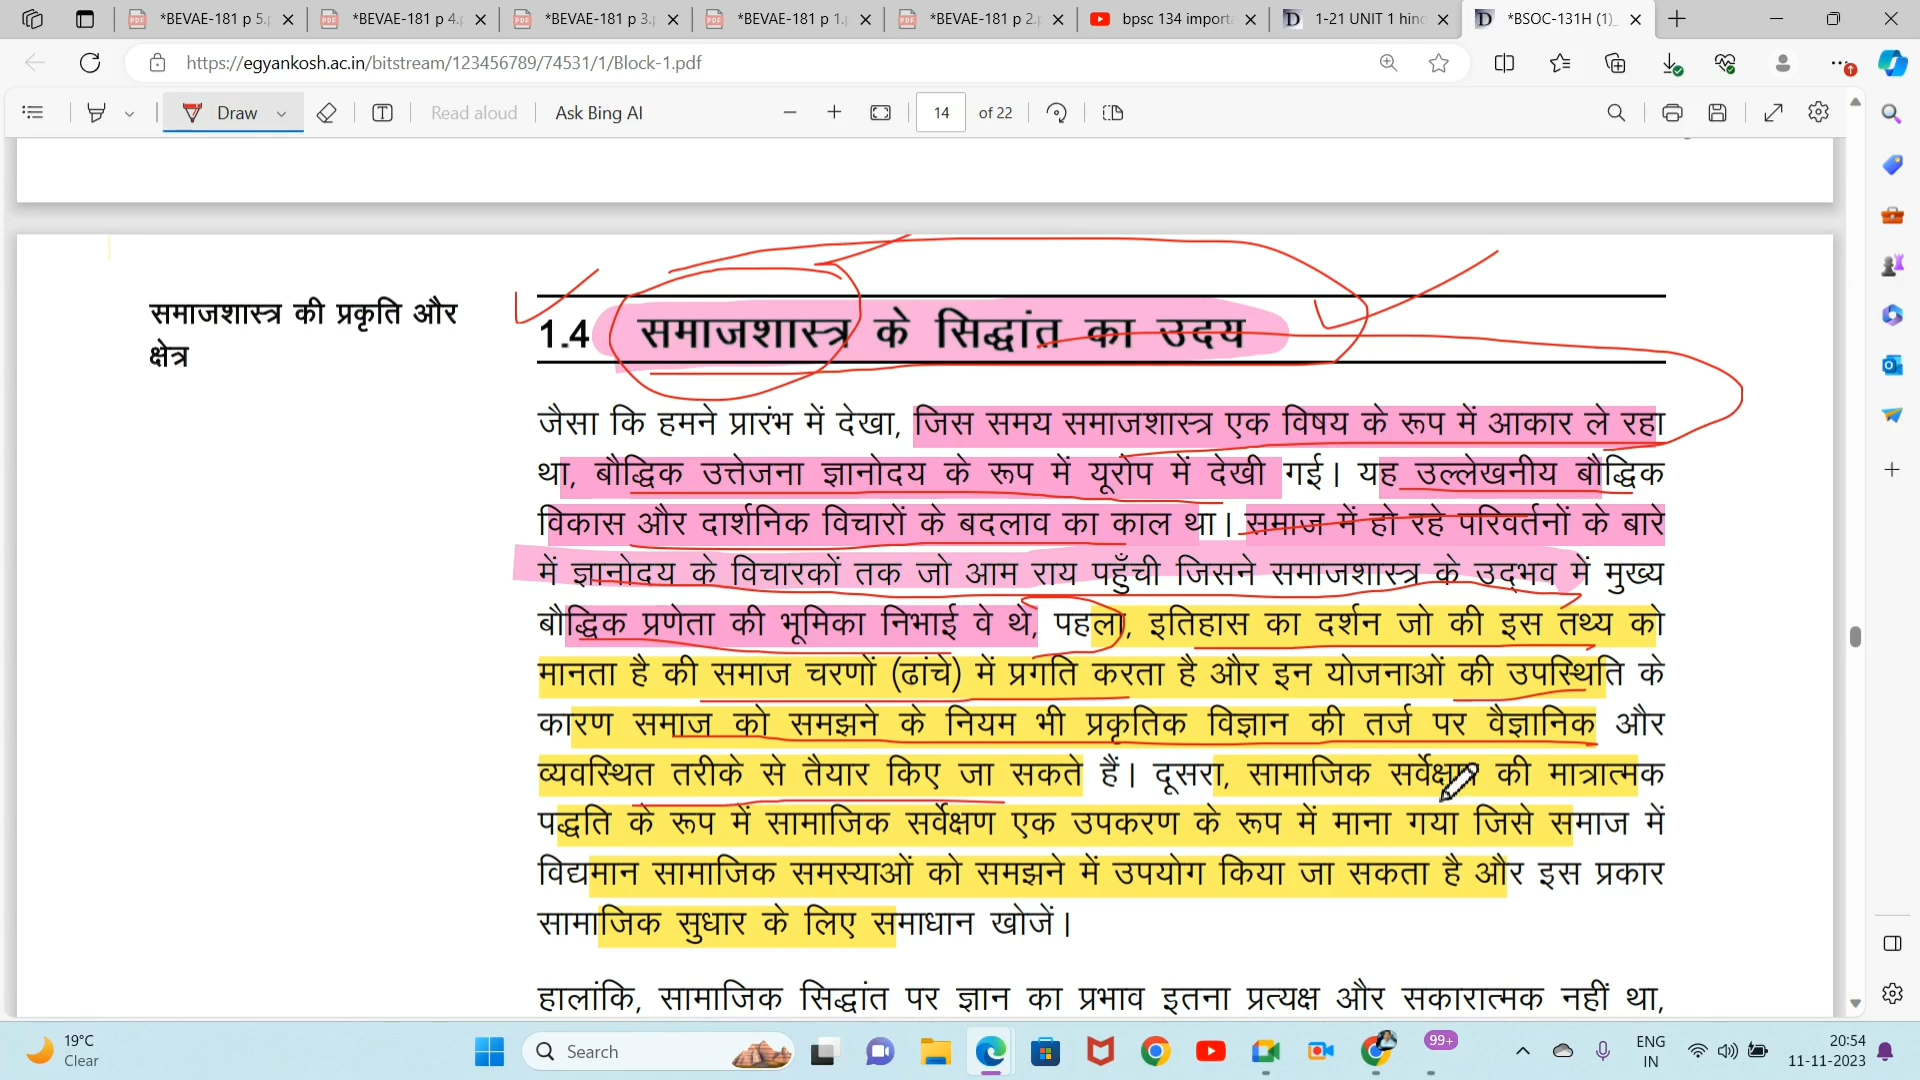 *BEVAE-181 p 5.
*BEVAE-181 p 4.
*BEVAE-181 p 3.
*BEVAE-181 p 1.
*BEVAE-181 p 2.
bpsc 134 import
1-21 UNIT 1 hin
*BSOC-131H (1)_
https://egyankosh.ac.in/bitstream/123456789/74531/1/Block-1.pdf
Draw
Read aloud
Ask Bing AI
14 of 22
समाजशास्त्र की प्रकृति और
क्षेत्र
1.4 समाजशास्त्र के सिद्धांत का उदय
जैसा कि हमने प्रारंभ में देखा, जिस समय समाजशास्त्र एक विषय के रूप में आकार ले रहा
था, बौद्धिक उत्तेजना ज्ञानोदय के रूप में यूरोप में देखी गई। यह उल्लेखनीय बौद्धिक
विकास और दार्शनिक विचारों के बदलाव का काल था। समाज में हो रहे परिवर्तनों के बारे
में ज्ञानोदय के विचारकों तक जो आम राय पहुँची जिसने समाजशास्त्र के उद्भव में मुख्य
बौद्धिक प्रणेता की भूमिका निभाई वे थे, पहला, इतिहास का दर्शन जो की इस तथ्य को
मानता है की समाज चरणों (ढांचे) में प्रगति करता है और इन योजनाओं की उपस्थिति के
कारण समाज को समझने के नियम भी प्रकृतिक विज्ञान की तर्ज पर वैज्ञानिक और
व्यवस्थित तरीके से तैयार किए जा सकते हैं। दूसरा, सामाजिक सर्वेक्षण की मात्रात्मक
पद्धति के रूप में सामाजिक सर्वेक्षण एक उपकरण के रूप में माना गया जिसे समाज में
विद्यमान सामाजिक समस्याओं को समझने में उपयोग किया जा सकता है और इस प्रकार
सामाजिक सुधार के लिए समाधान खोजें।
हालांकि, सामाजिक सिद्धांत पर ज्ञान का प्रभाव इतना प्रत्यक्ष और सकारात्मक नहीं था,
19°C
Clear
Search
99+
ENG
IN
20:54
11-11-2023